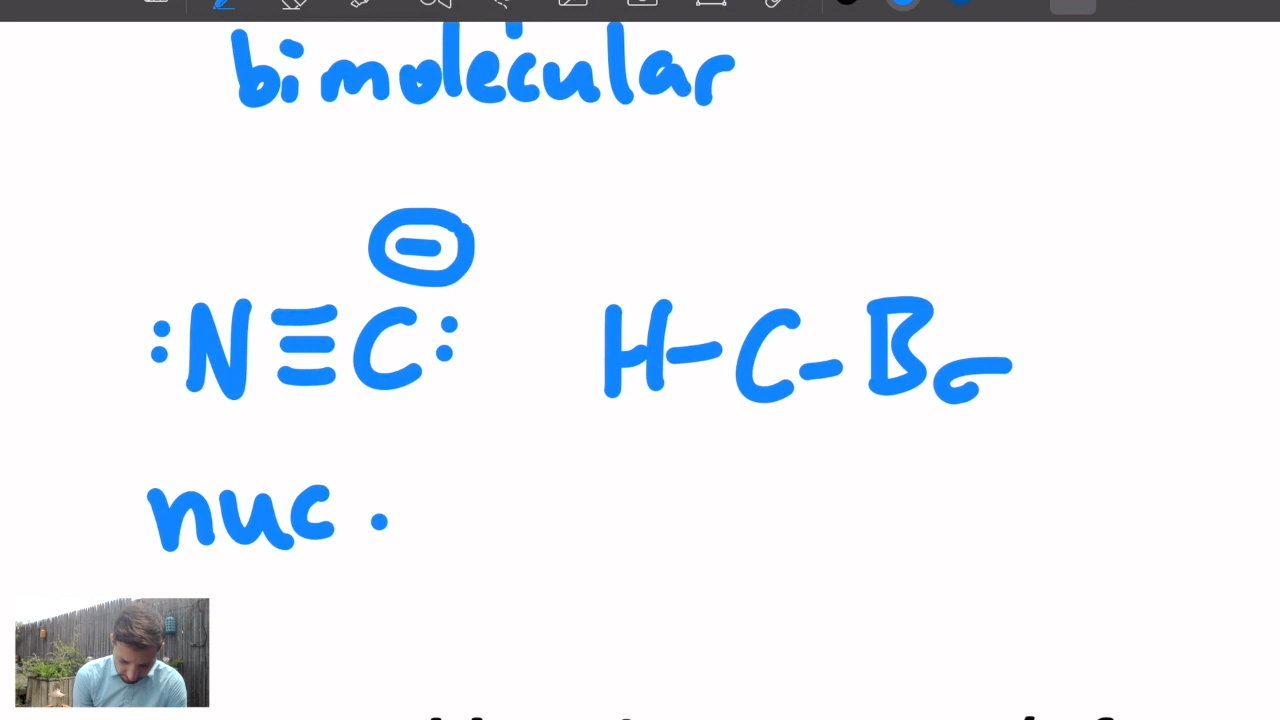 bimolecular
⊖
:N≡C: H-C-Br
nuc.